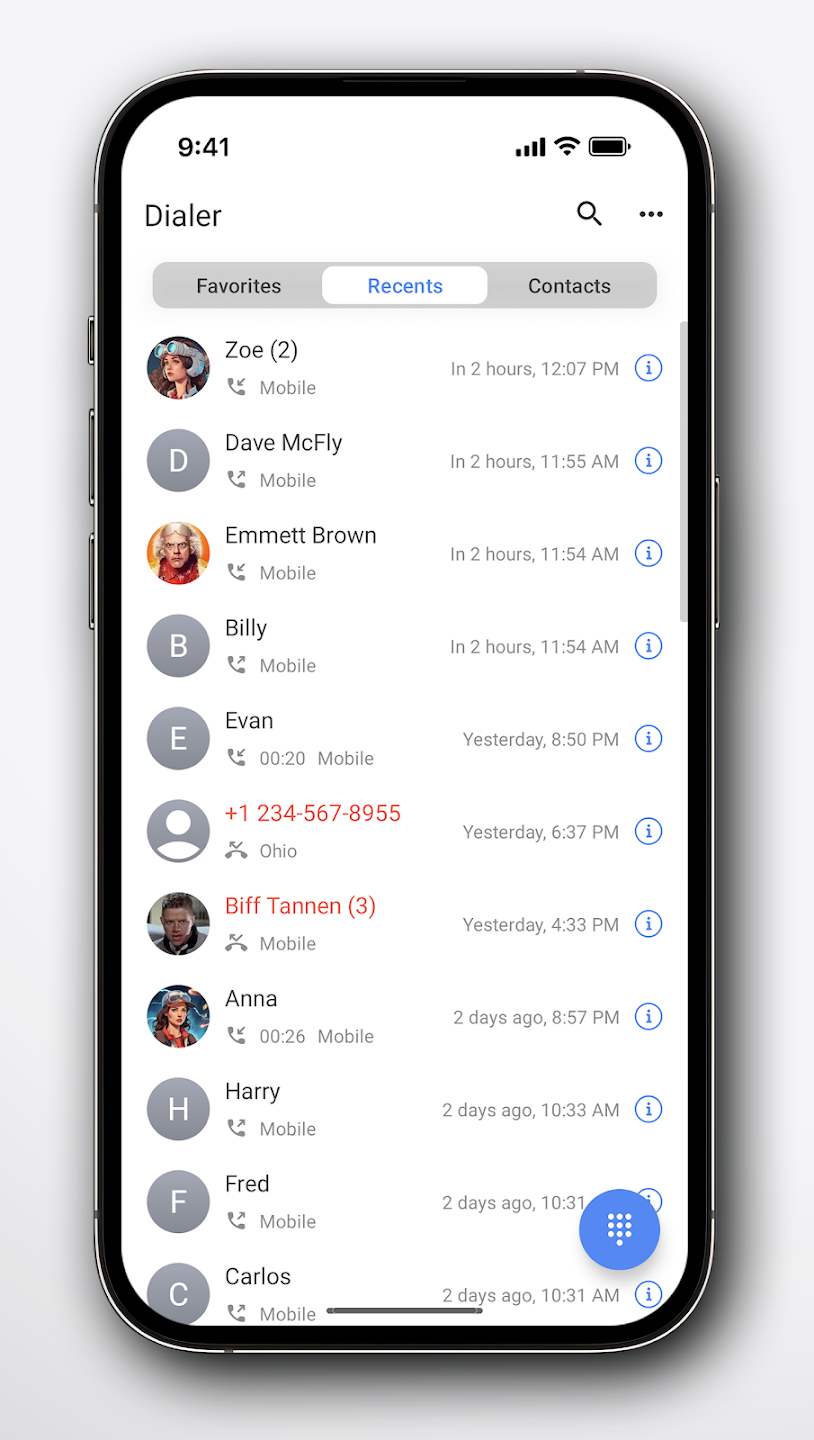 9:41
Dialer
Favorites Recents Contacts
Zoe (2)
Mobile
In 2 hours, 12:07 PM
D
Dave McFly
Mobile
In 2 hours, 11:55 AM
Emmett Brown
Mobile
In 2 hours, 11:54 AM
B
Billy
Mobile
In 2 hours, 11:54 AM
E
Evan
00:20 Mobile
Yesterday, 8:50 PM
+1 234-567-8955
Ohio
Yesterday, 6:37 PM
Biff Tannen (3)
Mobile
Yesterday, 4:33 PM
Anna
00:26 Mobile
2 days ago, 8:57 PM
H
Harry
Mobile
2 days ago, 10:33 AM
F
Fred
Mobile
2 days ago, 10:31
C
Carlos
Mobile
2 days ago, 10:31 AM